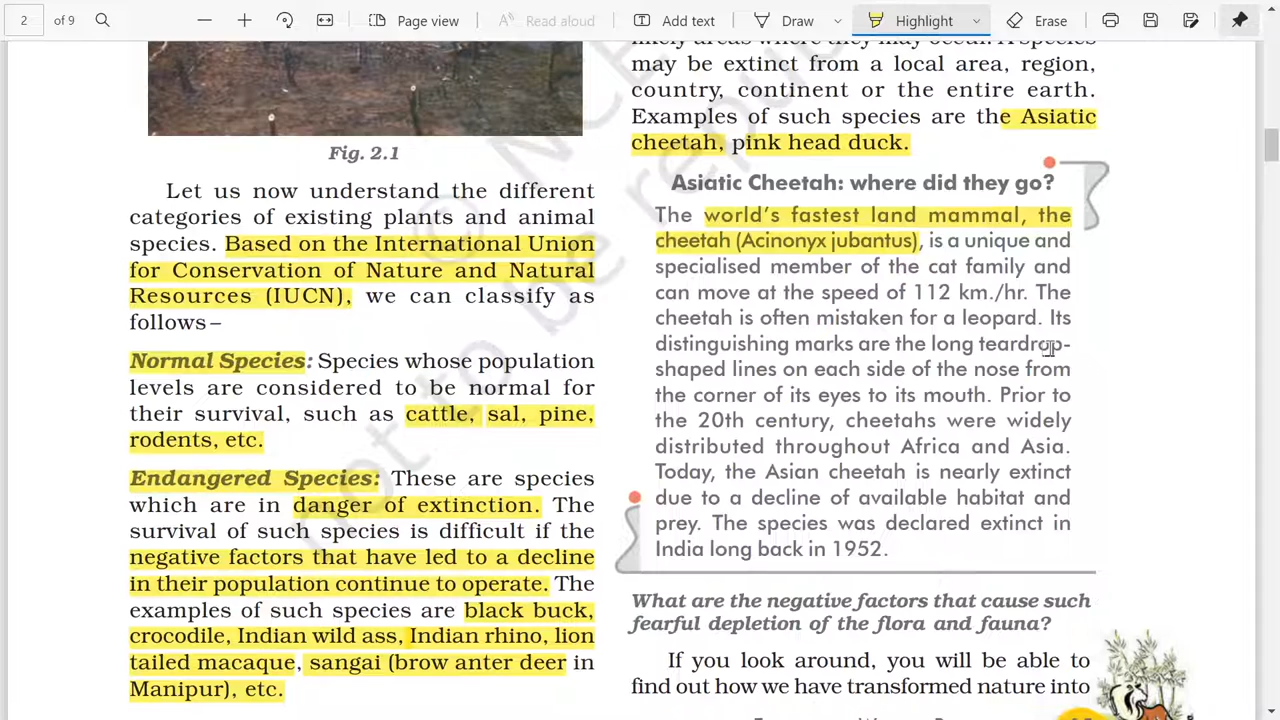 2 of 9 Page view Read aloud Add text Draw Highlight Erase
Fig. 2.1
Let us now understand the different
categories of existing plants and animal
species. Based on the International Union
for Conservation of Nature and Natural
Resources (IUCN), we can classify as
follows –
Normal Species: Species whose population
levels are considered to be normal for
their survival, such as cattle, sal, pine,
rodents, etc.
Endangered Species: These are species
which are in danger of extinction. The
survival of such species is difficult if the
negative factors that have led to a decline
in their population continue to operate. The
examples of such species are black buck,
crocodile, Indian wild ass, Indian rhino, lion
tailed macaque, sangai (brow anter deer in
Manipur), etc.
likely areas where they may occur. A species
may be extinct from a local area, region,
country, continent or the entire earth.
Examples of such species are the Asiatic
cheetah, pink head duck.
Asiatic Cheetah: where did they go?
The world's fastest land mammal, the
cheetah (Acinonyx jubantus), is a unique and
specialised member of the cat family and
can move at the speed of 112 km./hr. The
cheetah is often mistaken for a leopard. Its
distinguishing marks are the long teardrop-
shaped lines on each side of the nose from
the corner of its eyes to its mouth. Prior to
the 20th century, cheetahs were widely
distributed throughout Africa and Asia.
Today, the Asian cheetah is nearly extinct
due to a decline of available habitat and
prey. The species was declared extinct in
India long back in 1952.
What are the negative factors that cause such
fearful depletion of the flora and fauna?
If you look around, you will be able to
find out how we have transformed nature into
not to be republ